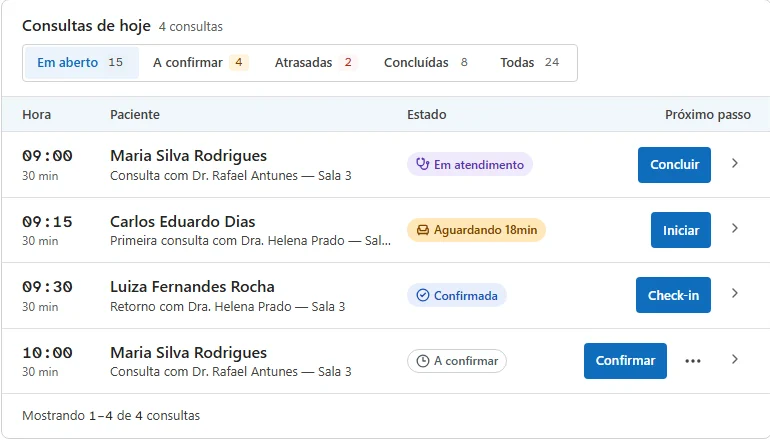 Consultas de hoje 4 consultas
Em aberto 15 A confirmar 4 Atrasadas 2 Concluídas 8 Todas 24
Hora Paciente Estado Próximo passo
09:00 Maria Silva Rodrigues Em atendimento Concluir
30 min Consulta com Dr. Rafael Antunes — Sala 3
09:15 Carlos Eduardo Dias Aguardando 18min Iniciar
30 min Primeira consulta com Dra. Helena Prado — Sal...
09:30 Luiza Fernandes Rocha Confirmada Check-in
30 min Retorno com Dra. Helena Prado — Sala 3
10:00 Maria Silva Rodrigues A confirmar Confirmar
30 min Consulta com Dr. Rafael Antunes — Sala 3
Mostrando 1–4 de 4 consultas